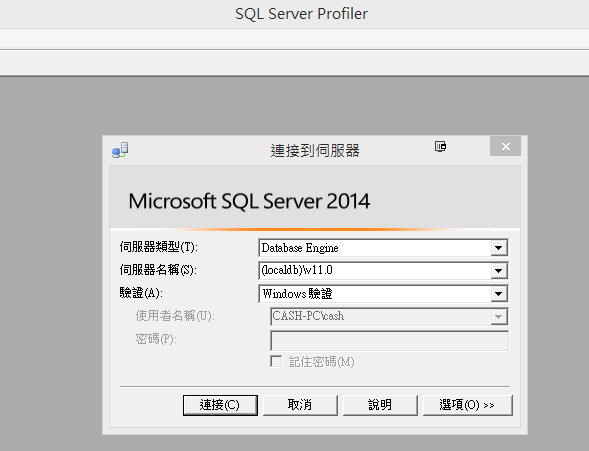 SQL Server Profiler
連接到伺服器
Microsoft SQL Server 2014
伺服器類型(T): Database Engine
伺服器名稱(S): (localdb)\v11.0
驗證(A): Windows 驗證
使用者名稱(U): CASH-PC\cash
密碼(P):
記住密碼(M)
連接(C) 取消 說明 選項(O) >>